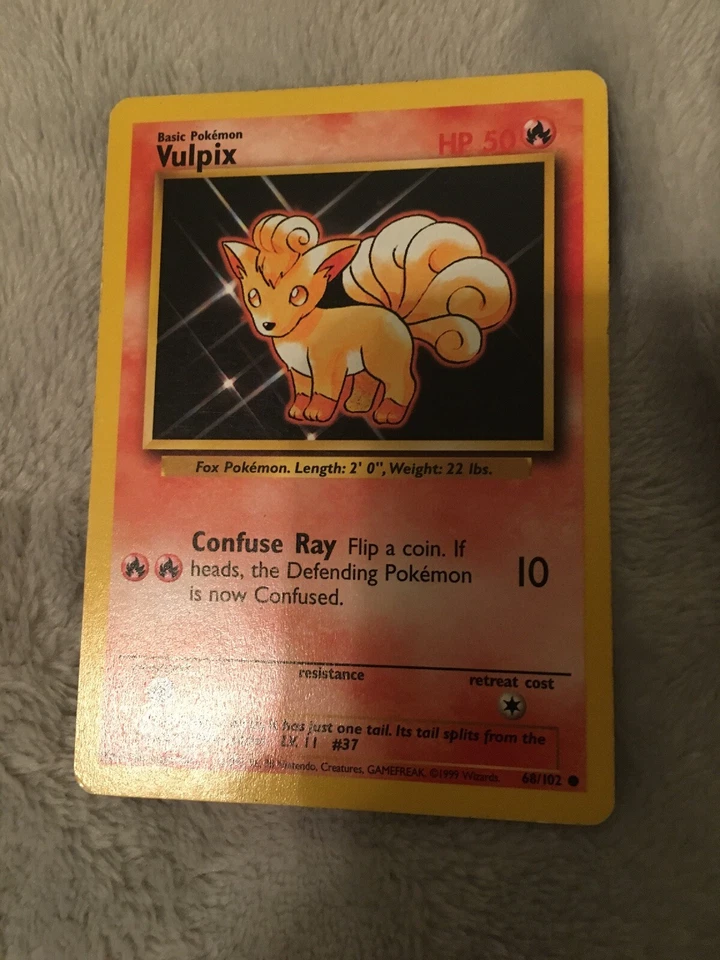 Basic Pokémon
Vulpix
HP 50
Fox Pokémon. Length: 2' 0", Weight: 22 lbs.
Confuse Ray Flip a coin. If
heads, the Defending Pokémon
is now Confused.
10
resistance
retreat cost
has just one tail. Its tail splits from the
LV. 11 #37
Nintendo, Creatures, GAMEFREAK. ©1999 Wizards.
68/102